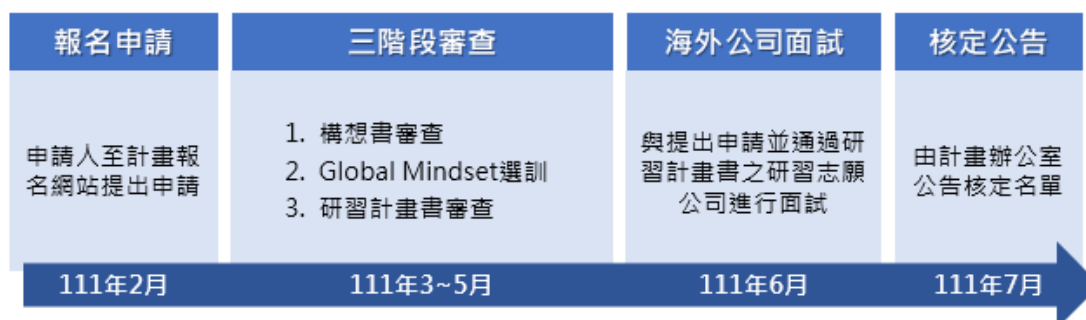 報名申請
申請人至計畫報
名網站提出申請
三階段審查
1. 構想書審查
2. Global Mindset選訓
3. 研習計畫書審查
海外公司面試
與提出申請並通過研
習計畫書之研習志願
公司進行面試
核定公告
由計畫辦公室
公告核定名單
111年2月
111年3~5月
111年6月
111年7月